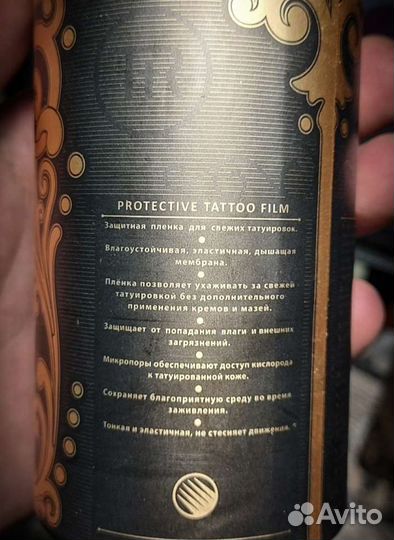 PROTECTIVE TATTOO FILM
Защитная пленка для свежих татуировок.
Влагоустойчивая, эластичная, дышащая
мембрана.
Плёнка позволяет ухаживать за свежей
татуировкой без дополнительного
применения кремов и мазей.
Защищает от попадания влаги и внешних
загрязнений.
Микропоры обеспечивают доступ кислорода
к татуированной коже.
Сохраняет благоприятную среду во время
заживления.
Тонкая и эластичная, не стесняет движения.
Avito